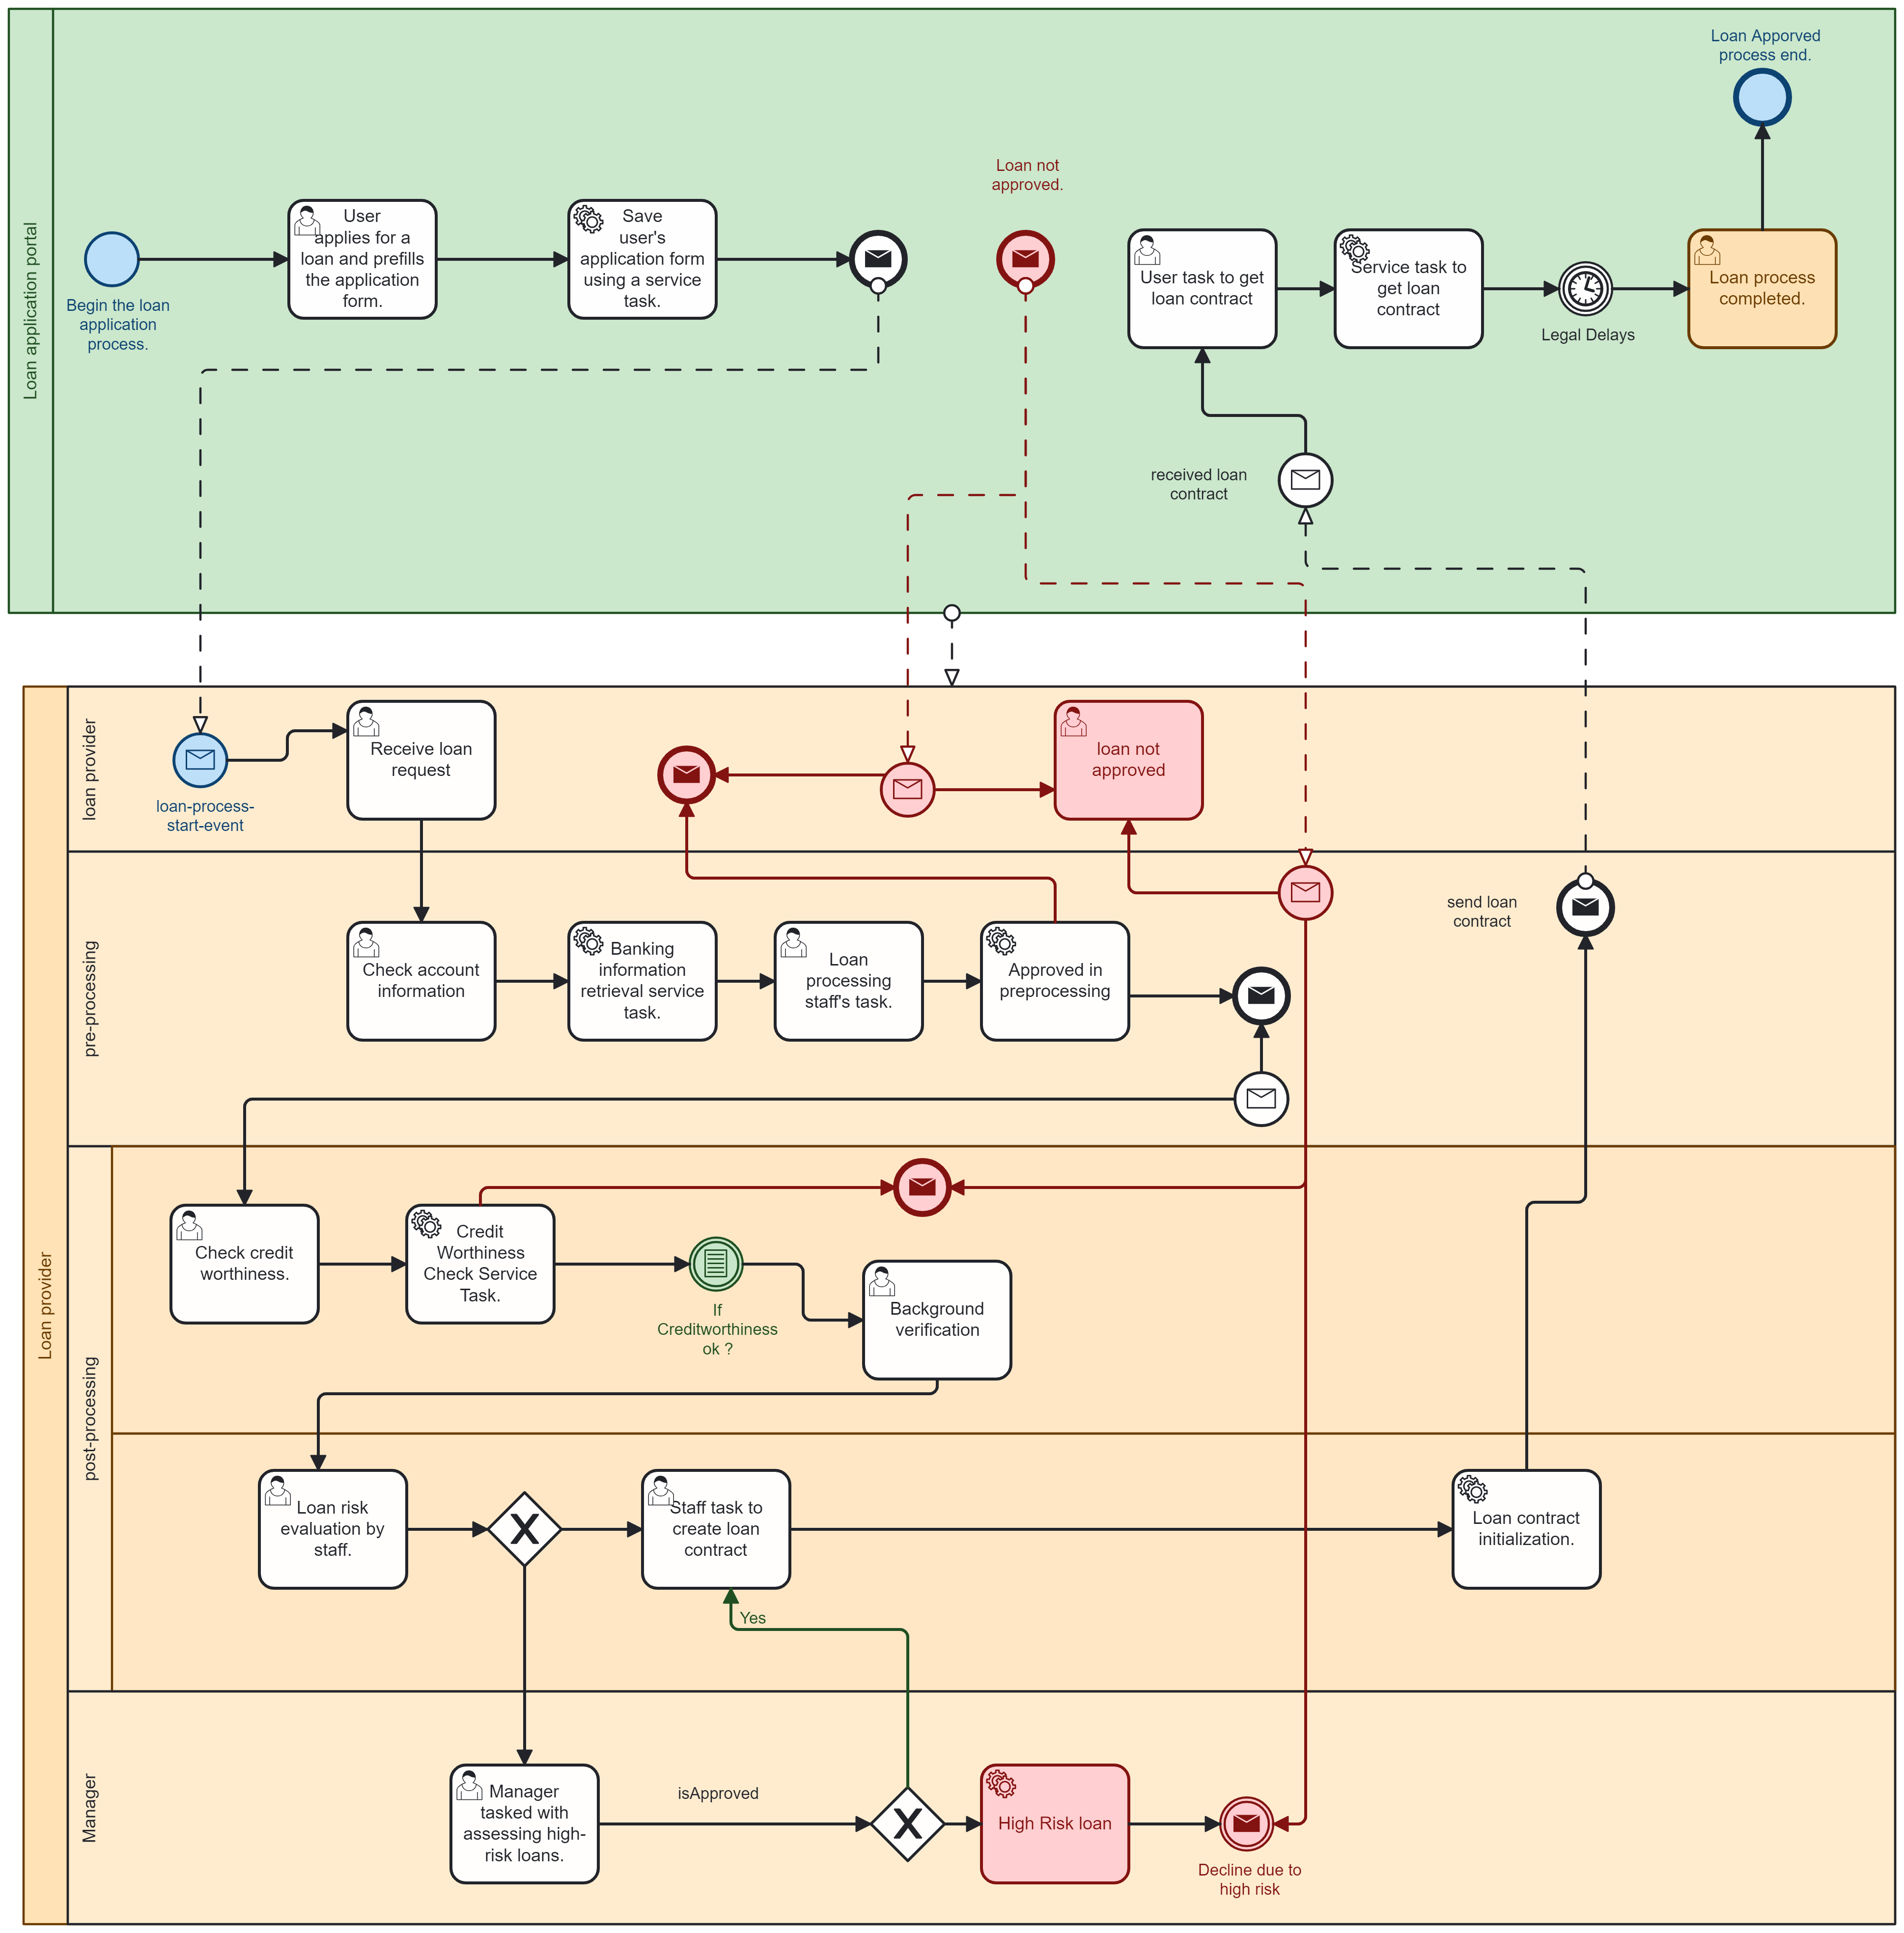 Loan Apporved
process end.
Loan not
approved.
Loan application portal
User
applies for a
loan and prefills
the application
form.
Save
user's
application form
using a service
task.
User task to get
loan contract
Service task to
get loan
contract
Loan process
completed.
Begin the loan
application
process.
Legal Delays
received loan
contract
Loan provider
loan provider
Receive loan
request
loan not
approved
loan-process-
start-event
pre-processing
send loan
contract
Check account
information
Banking
information
retrieval service
task.
Loan
processing
staff's task.
Approved in
preprocessing
post-processing
Check credit
worthiness.
Credit
Worthiness
Check Service
Task.
If
Creditworthiness
ok ?
Background
verification
Loan risk
evaluation by
staff.
Staff task to
create loan
contract
Loan contract
initialization.
Yes
Manager
Manager
tasked with
assessing high-
risk loans.
isApproved
High Risk loan
Decline due to
high risk